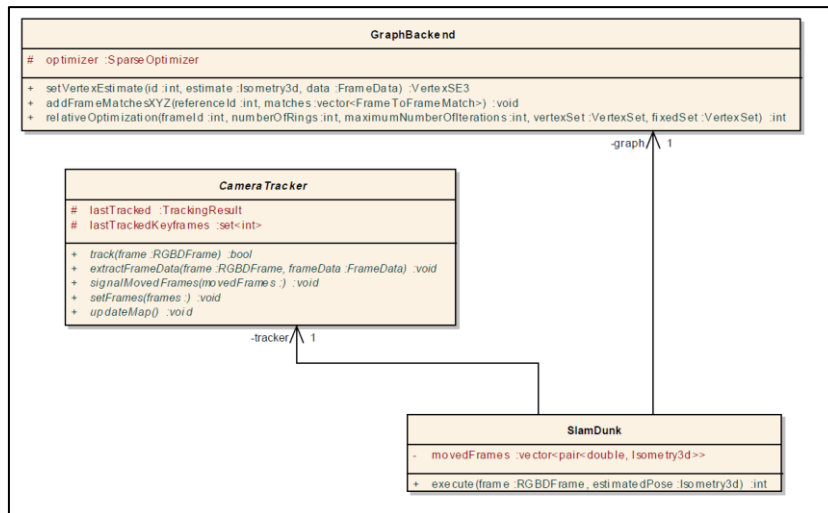 GraphBackend
# optimizer :SparseOptimizer
+ setVertexEstimate(id :int, estimate :Isometry3d, data :FrameData) :VertexSE3
+ addFrameMatchesXYZ(referenceId :int, matches :vector<FrameToFrameMatch>) :void
+ relativeOptimization(frameId :int, numberOfRings :int, maximumNumberOfIterations :int, vertexSet :VertexSet, fixedSet :VertexSet) :int
-graph 1
CameraTracker
# lastTracked :TrackingResult
# lastTrackedKeyframes :set<int>
+ track(frame :RGBDFrame) :bool
+ extractFrameData(frame :RGBDFrame, frameData :FrameData) :void
+ signalMovedFrames(movedFrames :) :void
+ setFrames(frames :) :void
+ updateMap() :void
-tracker 1
SlamDunk
- movedFrames :vector<pair<double, Isometry3d>>
+ execute(frame :RGBDFrame, estimatedPose :Isometry3d) :int